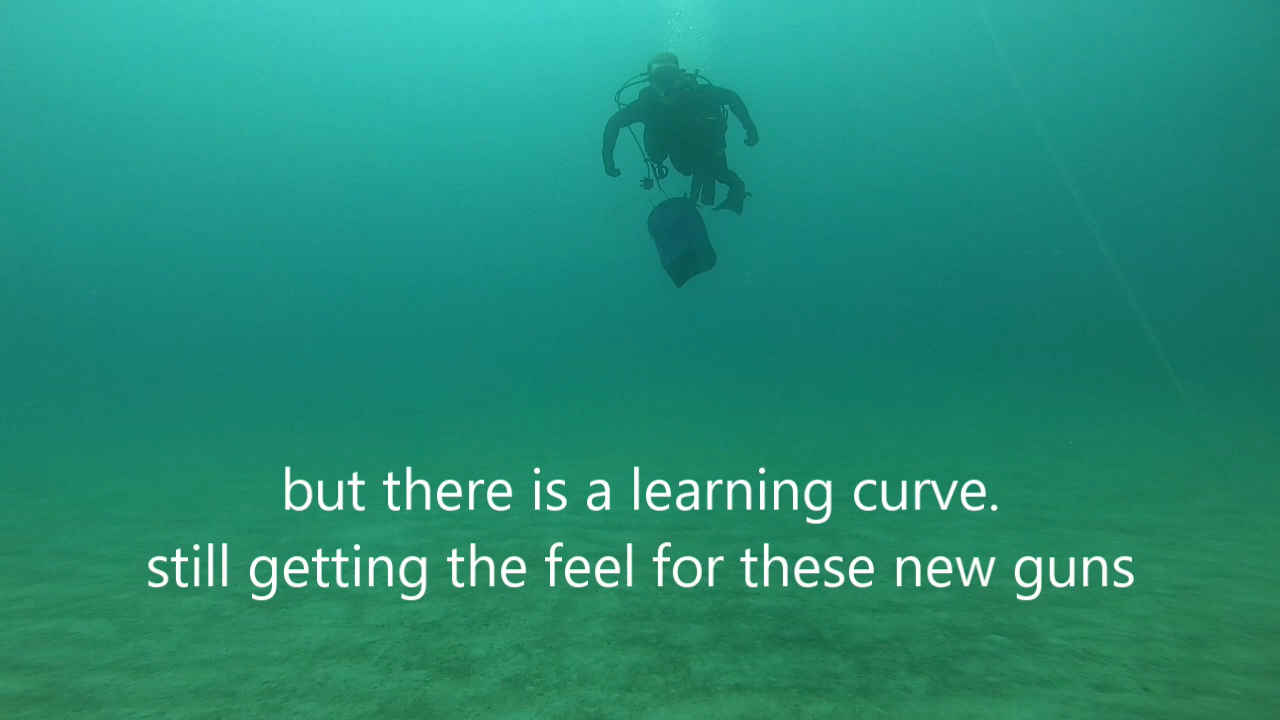 but there is a learning curve.
still getting the feel for these new guns